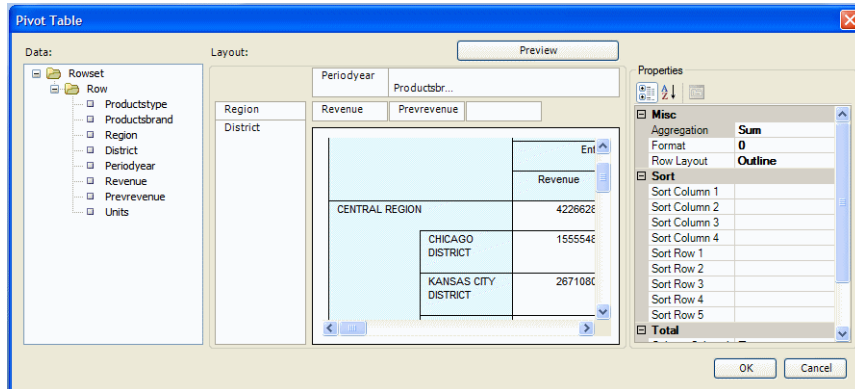 Pivot Table
Data:
Layout:
Preview
Properties
Rowset
Row
Productstype
Productsbrand
Region
District
Periodyear
Revenue
Prevrevenue
Units
Periodyear
Productsbr...
Region
District
Revenue Prevrevenue
Ent
Revenue
CENTRAL REGION 4226628
CHICAGO DISTRICT 1555548
KANSAS CITY DISTRICT 2671080
Misc
Aggregation Sum
Format 0
Row Layout Outline
Sort
Sort Column 1
Sort Column 2
Sort Column 3
Sort Column 4
Sort Row 1
Sort Row 2
Sort Row 3
Sort Row 4
Sort Row 5
Total
OK Cancel